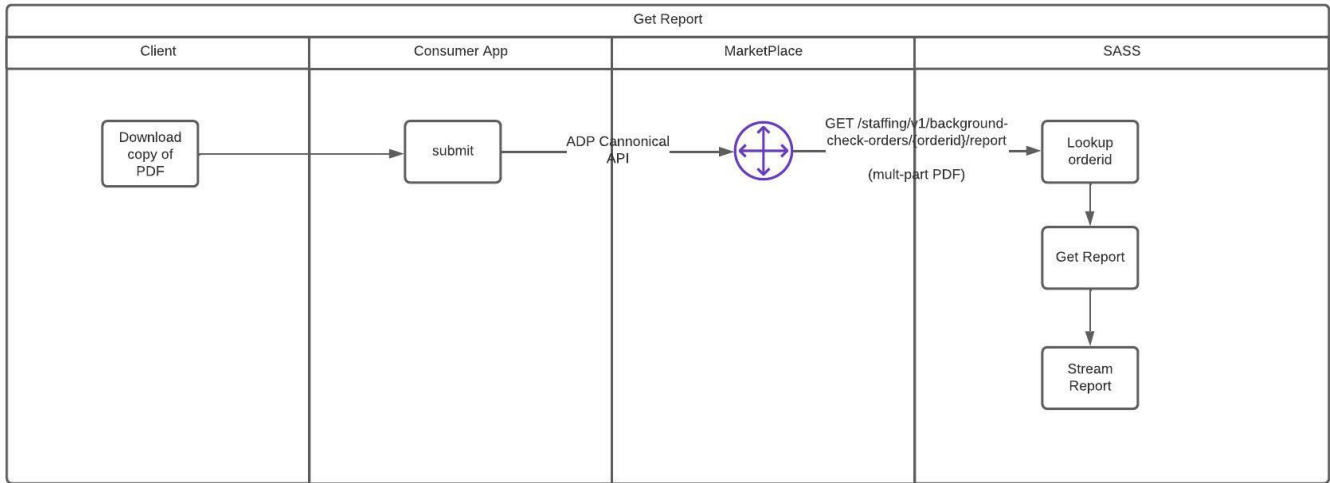 Get Report
Client
Consumer App
MarketPlace
SASS
Download
copy of
PDF
submit
ADP Cannonical
API
GET /staffing/v1/background-
check-orders/{orderid}/report
(mult-part PDF)
Lookup
orderid
Get Report
Stream
Report